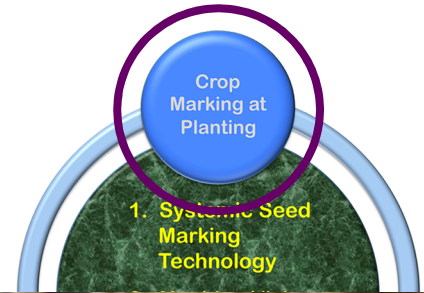 Crop
Marking at
Planting
1. Systemic Seed
Marking
Technology